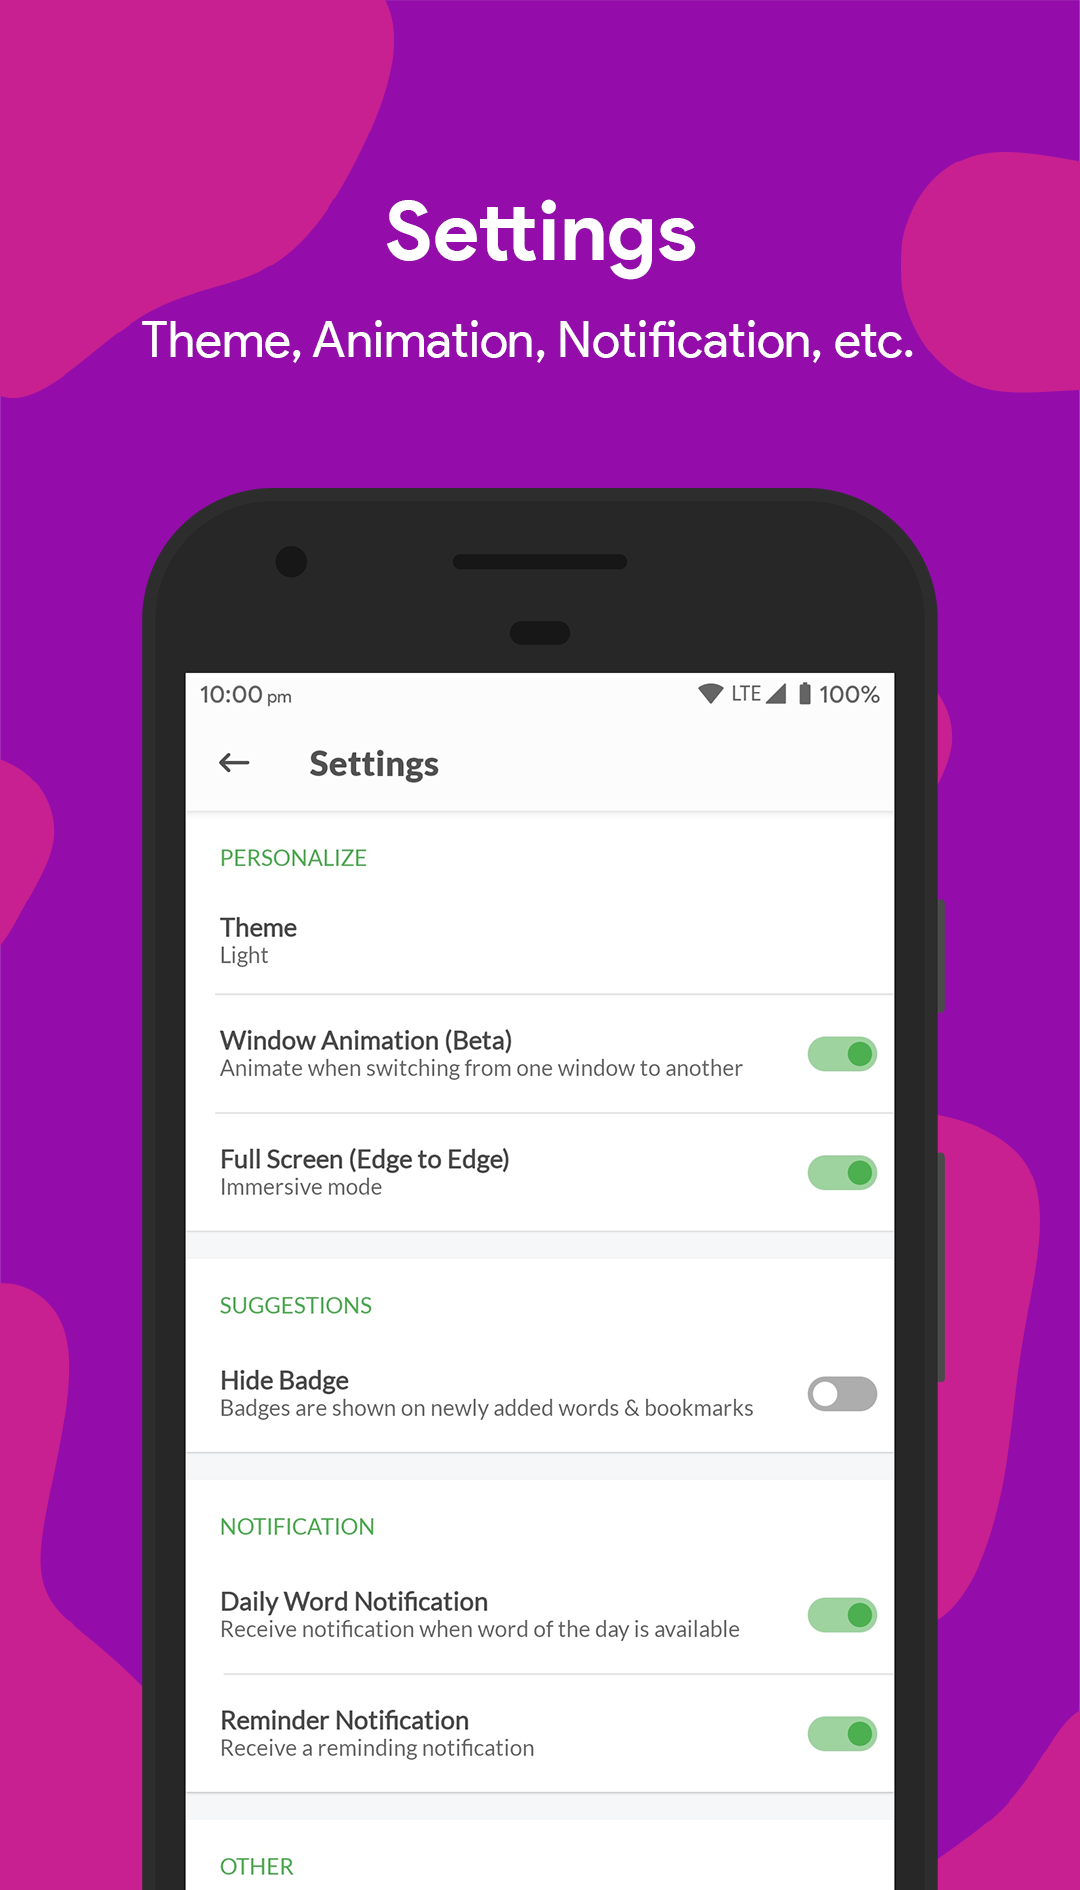 Settings
Theme, Animation, Notification, etc.
10:00 pm LTE 100%
Settings
PERSONALIZE
Theme
Light
Window Animation (Beta)
Animate when switching from one window to another
Full Screen (Edge to Edge)
Immersive mode
SUGGESTIONS
Hide Badge
Badges are shown on newly added words & bookmarks
NOTIFICATION
Daily Word Notification
Receive notification when word of the day is available
Reminder Notification
Receive a reminding notification
OTHER